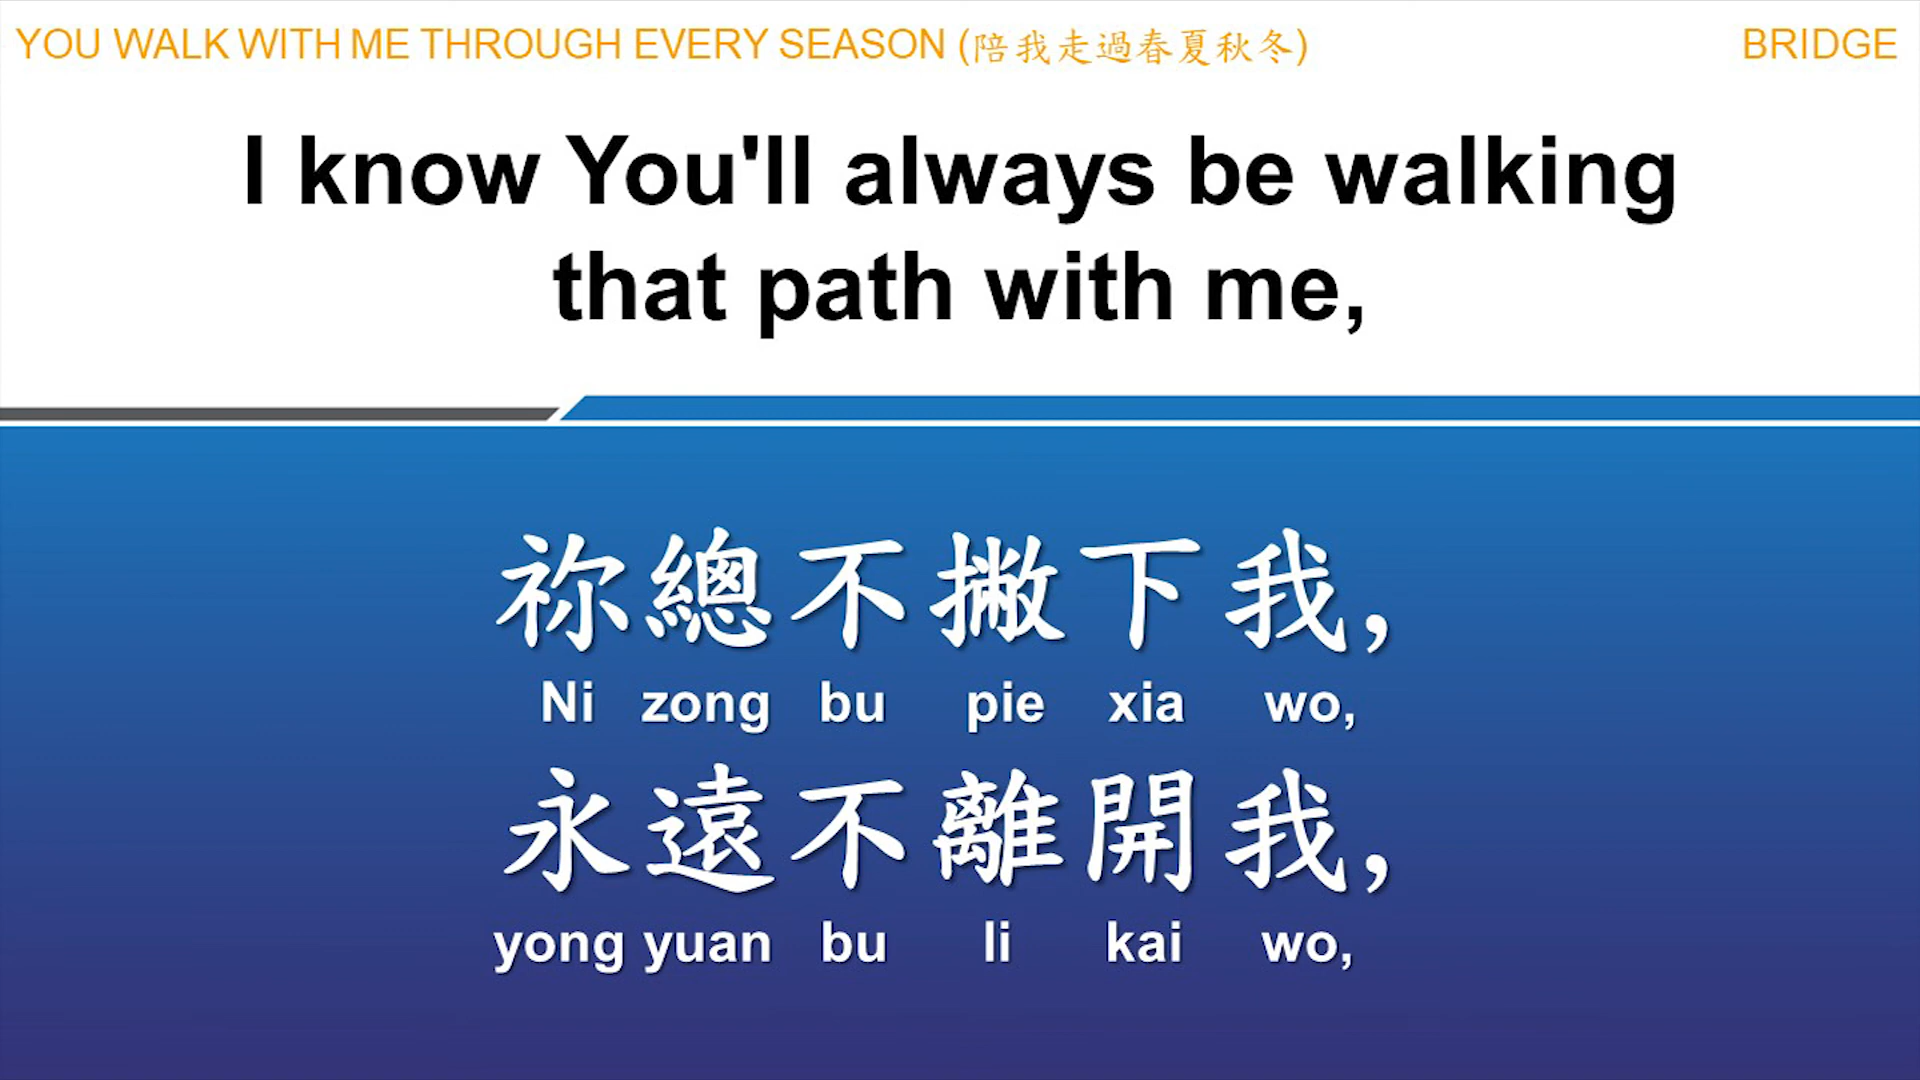 YOU WALK WITH ME THROUGH EVERY SEASON (陪我走過春夏秋冬)
BRIDGE
I know You'll always be walking
that path with me,
祢總不撇下我,
Ni zong bu pie xia wo,
永遠不離開我,
yong yuan bu li kai wo,